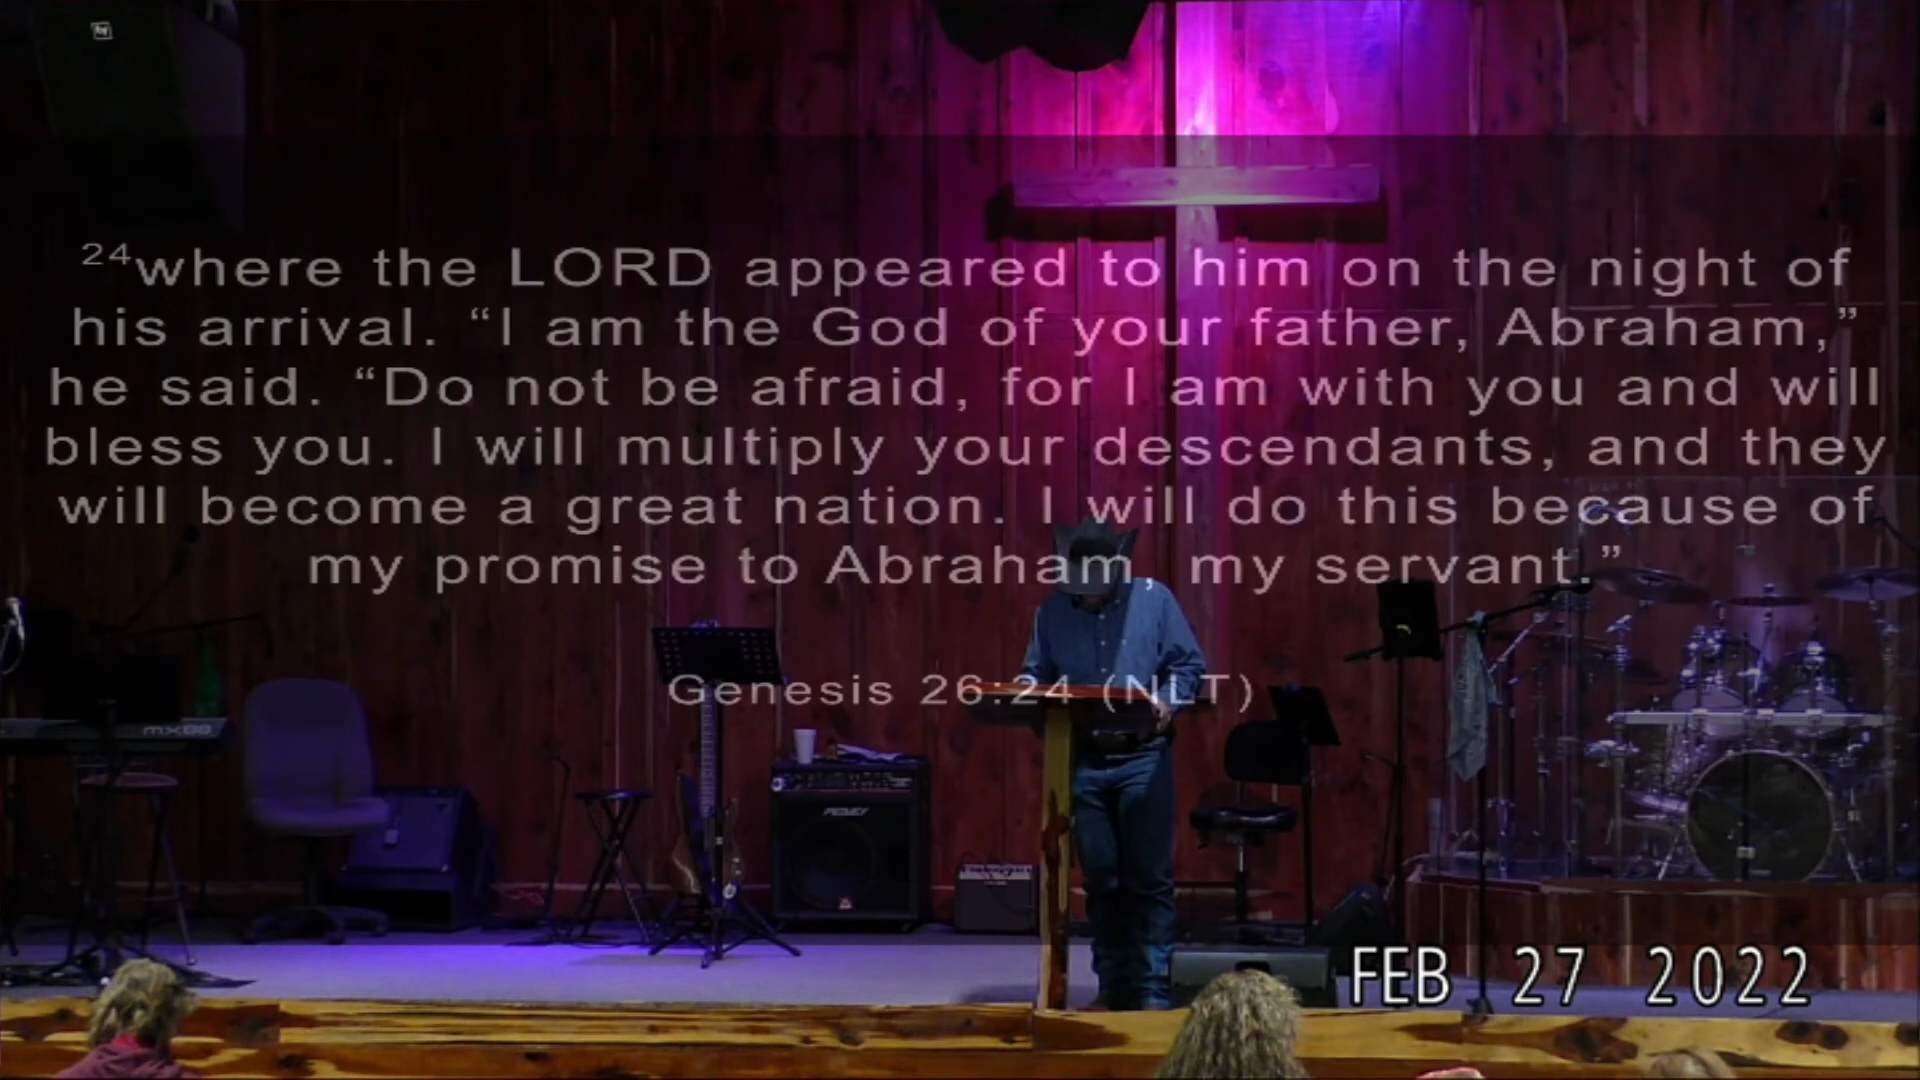 24where the LORD appeared to him on the night of
his arrival. “I am the God of your father, Abraham,”
he said. “Do not be afraid, for I am with you and will
bless you. I will multiply your descendants, and they
will become a great nation. I will do this because of
my promise to Abraham, my servant.”
Genesis 26:24 (NLT)
mx88
PEAVEY
FEB 27 2022